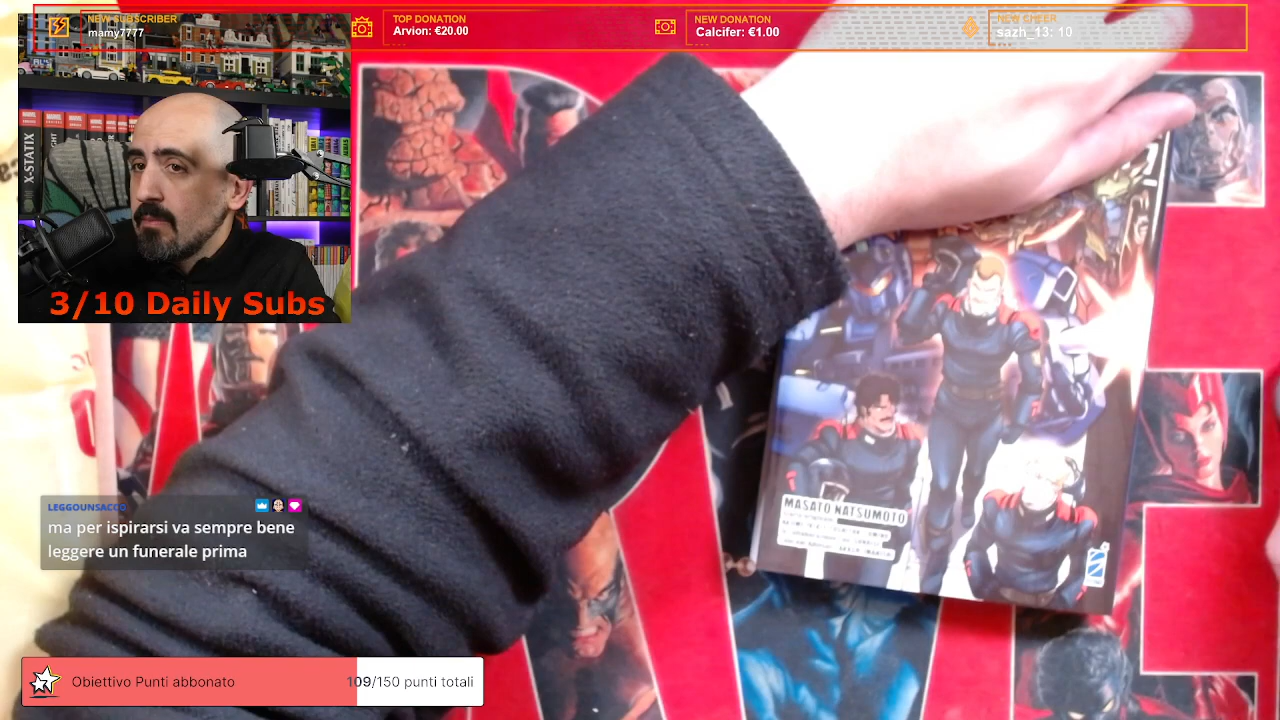 NEW SUBSCRIBER
mamy7777
TOP DONATION
Arvion: €20.00
NEW DONATION
Calcifer: €1.00
NEW CHEER
sazh_13: 10
MARVEL
X-STATIX
3/10 Daily Subs
MASATO NATSUMOTO
LEGGOUNSACCO
ma per ispirarsi va sempre bene
leggere un funerale prima
Obiettivo Punti abbonato
109/150 punti totali